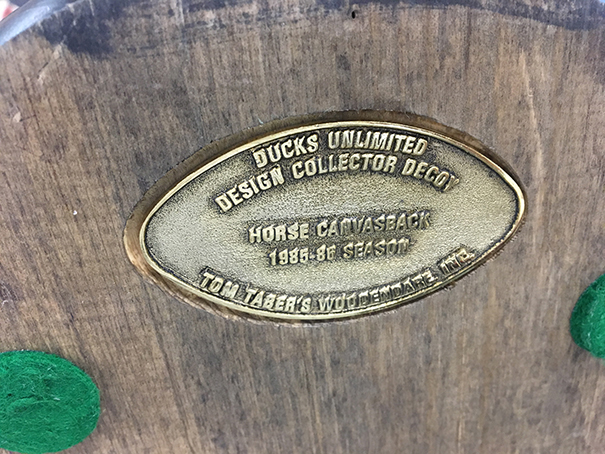 DUCKS UNLIMITED
DESIGN COLLECTOR DECOY
HORSE CANVASBACK
1985-86 SEASON
TOM TABER'S WOODENDARE, INC.